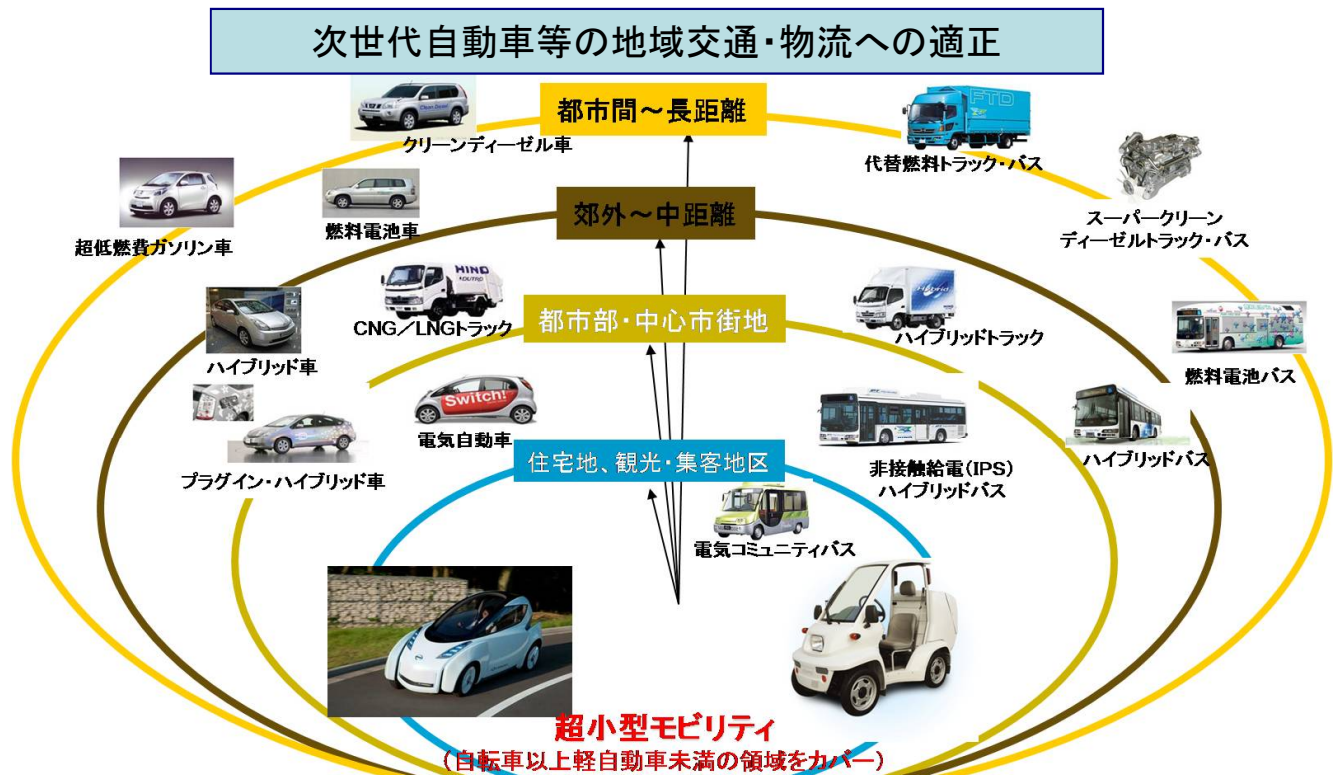 次世代自動車等の地域交通・物流への適正
都市間～長距離
クリーンディーゼル車
FTD
代替燃料トラック・バス
超低燃費ガソリン車
燃料電池車
郊外～中距離
スーパークリーン
ディーゼルトラック・バス
HINO
DUTRO
CNG／LNGトラック
都市部・中心市街地
Hybrid
ハイブリッドトラック
ハイブリッド車
燃料電池バス
Switch!
電気自動車
プラグイン・ハイブリッド車
住宅地、観光・集客地区
非接触給電(IPS)
ハイブリッドバス
ハイブリッドバス
電気コミュニティバス
超小型モビリティ
(自転車以上軽自動車未満の領域をカバー)